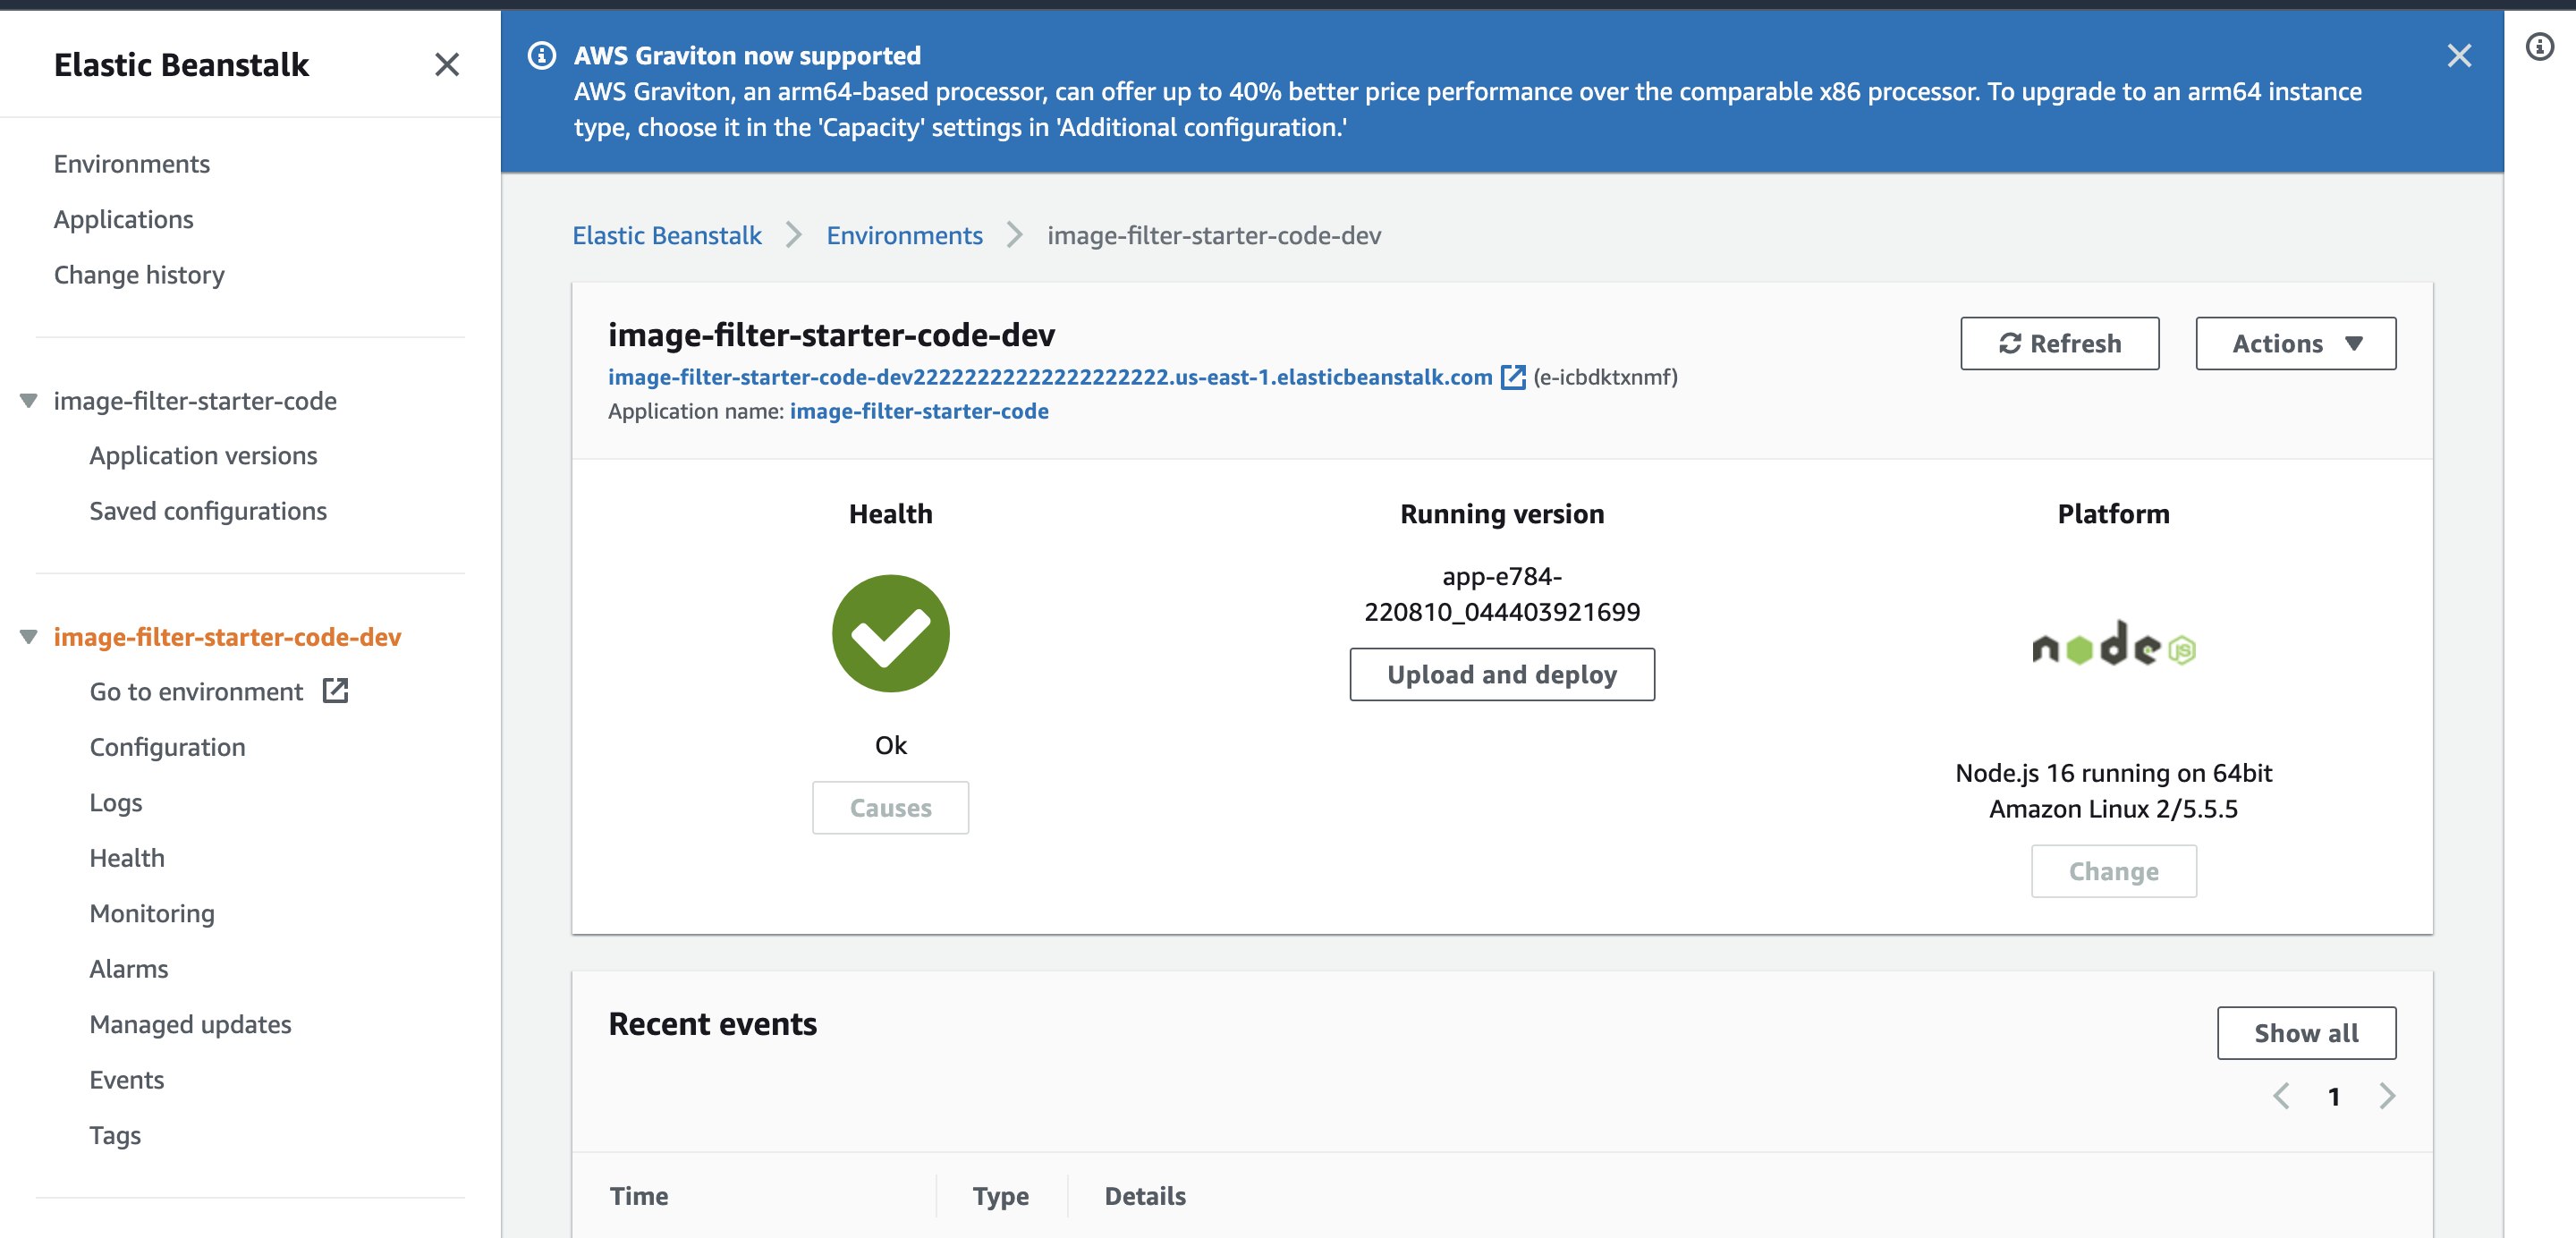 Elastic Beanstalk
Environments
Applications
Change history
image-filter-starter-code
Application versions
Saved configurations
image-filter-starter-code-dev
Go to environment
Configuration
Logs
Health
Monitoring
Alarms
Managed updates
Events
Tags
AWS Graviton now supported
AWS Graviton, an arm64-based processor, can offer up to 40% better price performance over the comparable x86 processor. To upgrade to an arm64 instance
type, choose it in the 'Capacity' settings in 'Additional configuration.'
Elastic Beanstalk > Environments > image-filter-starter-code-dev
image-filter-starter-code-dev
Refresh
Actions
image-filter-starter-code-dev22222222222222222222.us-east-1.elasticbeanstalk.com (e-icbdktxnmf)
Application name: image-filter-starter-code
Health
Ok
Causes
Running version
app-e784-
220810_044403921699
Upload and deploy
Platform
node JS
Node.js 16 running on 64bit
Amazon Linux 2/5.5.5
Change
Recent events
Show all
1
Time Type Details